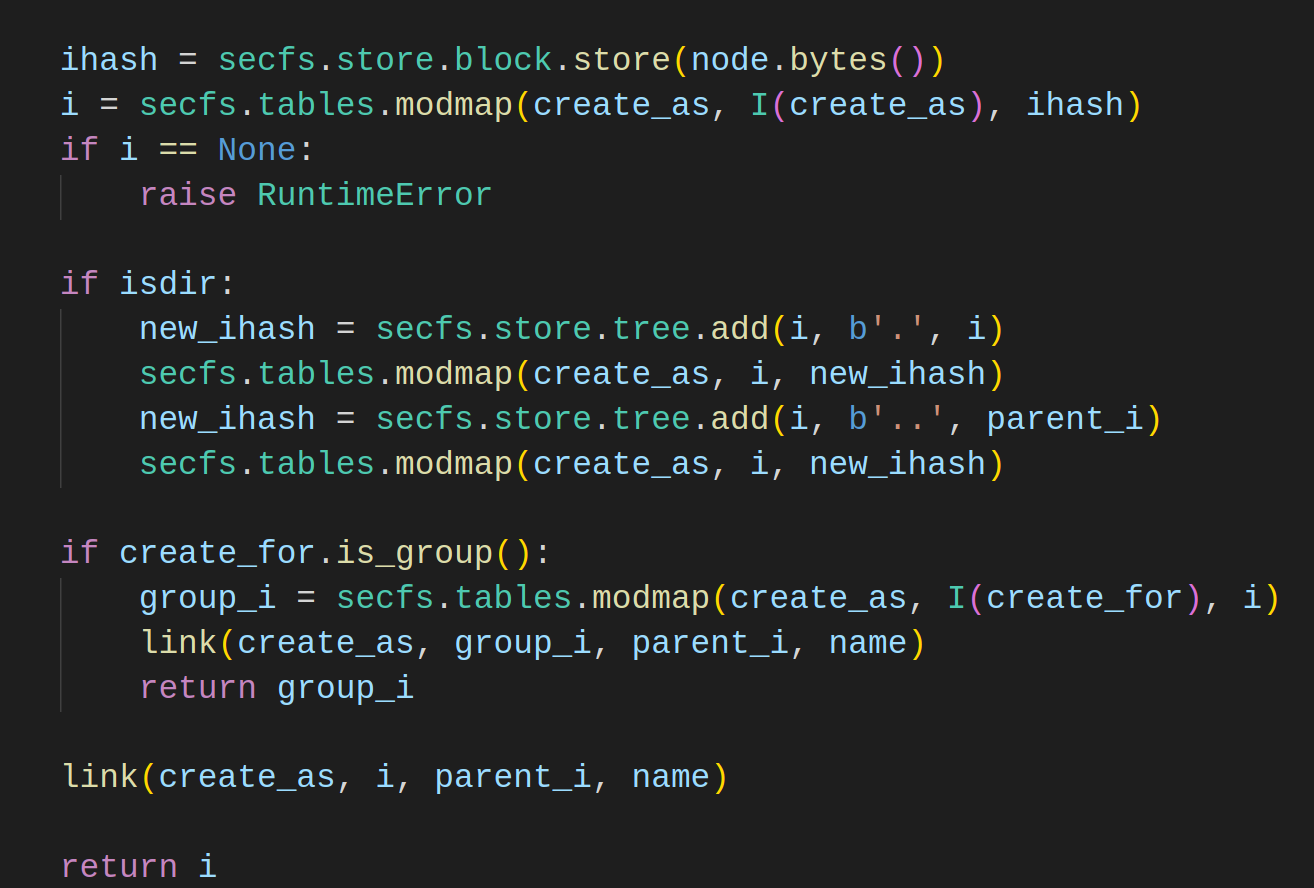 ihash = secfs.store.block.store(node.bytes())
i = secfs.tables.modmap(create_as, I(create_as), ihash)
if i == None:
    raise RuntimeError

if isdir:
    new_ihash = secfs.store.tree.add(i, b'.', i)
    secfs.tables.modmap(create_as, i, new_ihash)
    new_ihash = secfs.store.tree.add(i, b'..', parent_i)
    secfs.tables.modmap(create_as, i, new_ihash)

if create_for.is_group():
    group_i = secfs.tables.modmap(create_as, I(create_for), i)
    link(create_as, group_i, parent_i, name)
    return group_i

link(create_as, i, parent_i, name)

return i